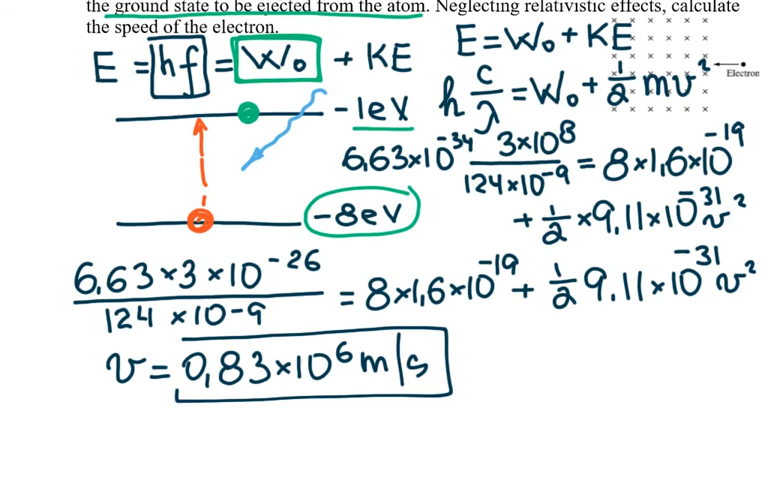 the ground state to be ejected from the atom. Neglecting relativistic effects, calculate
the speed of the electron.
E = hf = W₀ + KE
E = W₀ + KE
-1eV
h c/λ = W₀ + 1/2 mv²
Electron
6,63×10⁻³⁴ 3×10⁸/124×10⁻⁹ = 8×1,6×10⁻¹⁹
+ 1/2 ×9,11×10⁻³¹ v²
-8eV
6,63×3×10⁻²⁶/124×10-9 = 8×1,6×10⁻¹⁹ + 1/2 9.11×10⁻³¹ v²
v = 0,83×10⁶ m/s